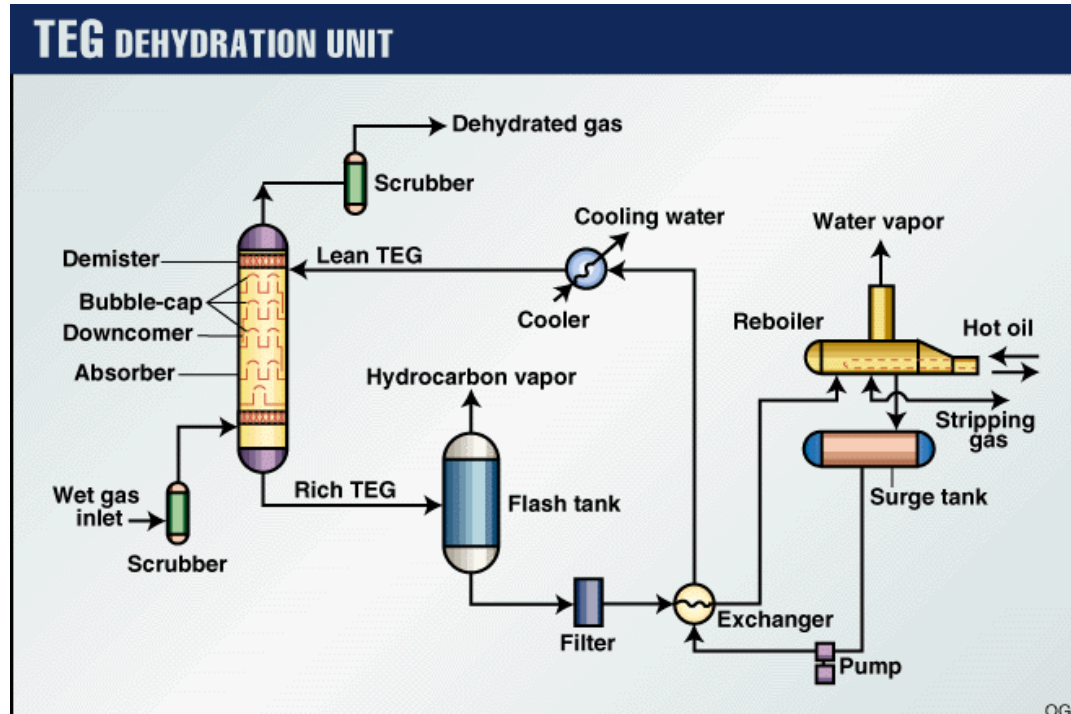 TEG DEHYDRATION UNIT
Dehydrated gas
Scrubber
Cooling water
Water vapor
Demister
Lean TEG
Bubble-cap
Downcomer
Cooler
Reboiler
Hot oil
Absorber
Hydrocarbon vapor
Stripping
gas
Wet gas
inlet
Rich TEG
Flash tank
Surge tank
Scrubber
Filter
Exchanger
Pump
OG